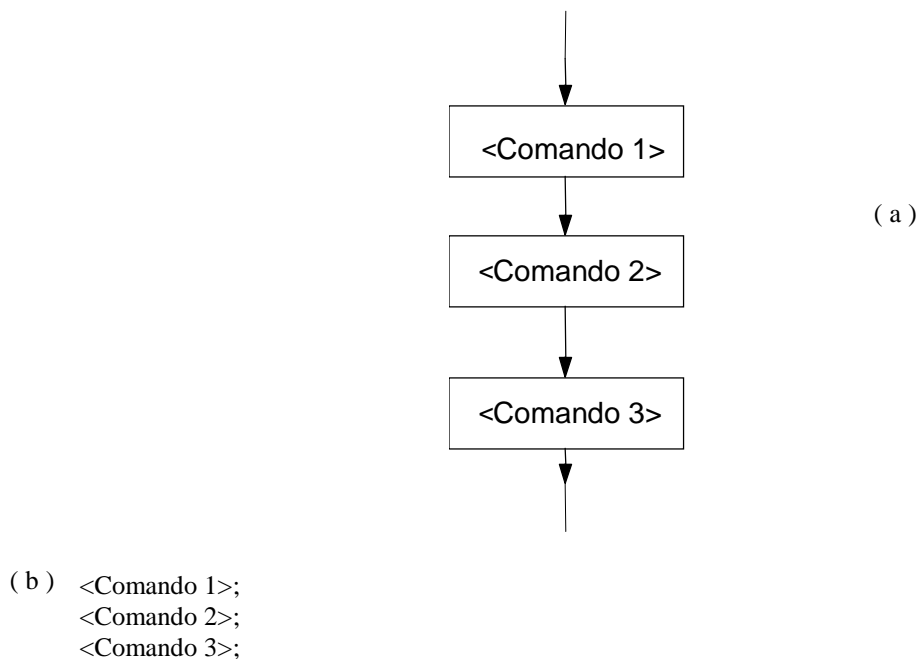 <Comando 1>
( a )
<Comando 2>
<Comando 3>
( b ) <Comando 1>;
<Comando 2>;
<Comando 3>;